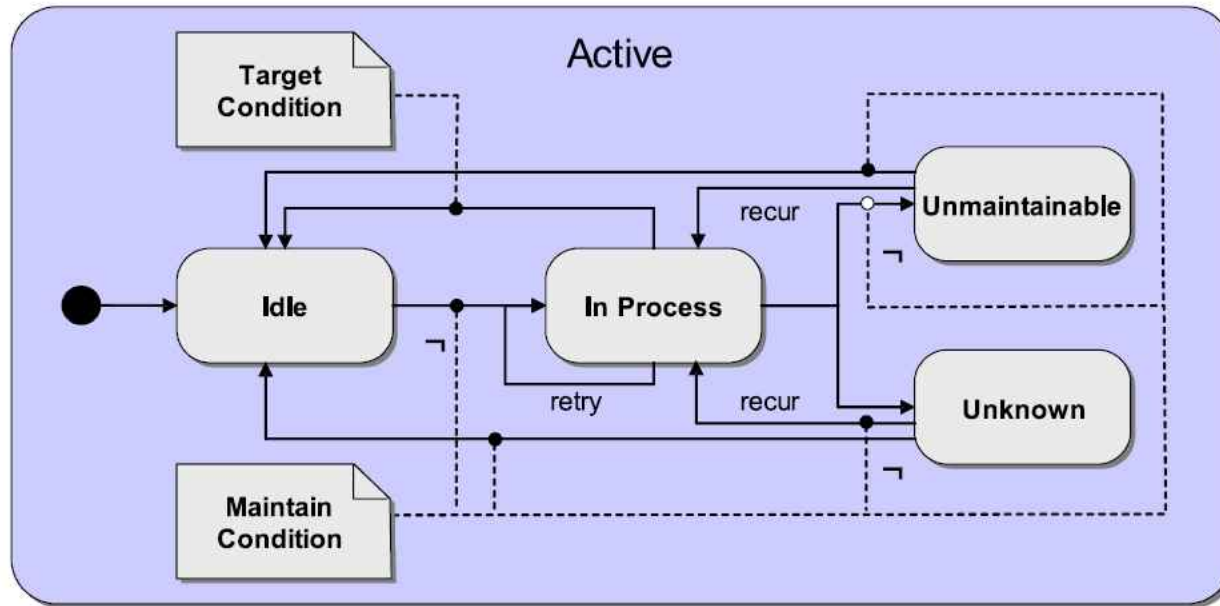 Active
Target
Condition
Unmaintainable
recur
¬
Idle
In Process
¬
retry
recur
Unknown
¬
Maintain
Condition